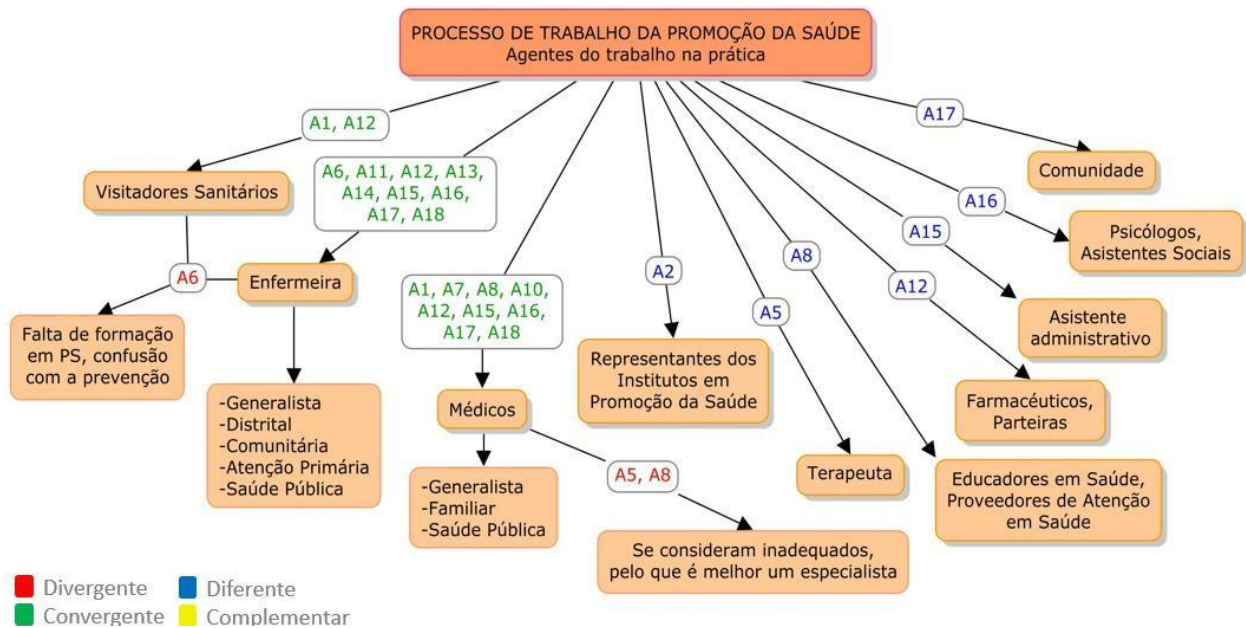 PROCESSO DE TRABALHO DA PROMOÇÃO DA SAÚDE
Agentes do trabalho na prática
A1, A12
Visitadores Sanitários
A6, A11, A12, A13,
A14, A15, A16,
A17, A18
A6
Enfermeira
Falta de formação
em PS, confusão
com a prevenção
-Generalista
-Distrital
-Comunitária
-Atenção Primária
-Saúde Pública
A1, A7, A8, A10,
A12, A15, A16,
A17, A18
Médicos
-Generalista
-Familiar
-Saúde Pública
A5, A8
Se consideram inadequados,
pelo que é melhor um especialista
A2
Representantes dos
Institutos em
Promoção da Saúde
A5
Terapeuta
A8
Educadores em Saúde,
Proveedores de Atenção
em Saúde
A12
Farmacéuticos,
Parteiras
A15
Asistente
administrativo
A16
Psicólogos,
Asistentes Sociais
A17
Comunidade
Divergente
Diferente
Convergente
Complementar